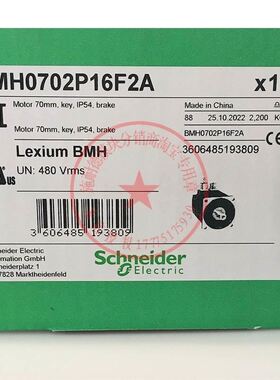 MH0702P16F2A
x1
Motor 70mm, key, IP54, brake
Motor 70mm, key, IP54, brake
Made in China
88 25.10.2022 2,200
BMH0702P16F2A
Lexium BMH
3606485193809
UN: 480 Vrms
US
3 606485 193809
Schneider Electric
Schneider
Electric
mation GmbH
neiderplatz 1
7828 Marktheidenfeld